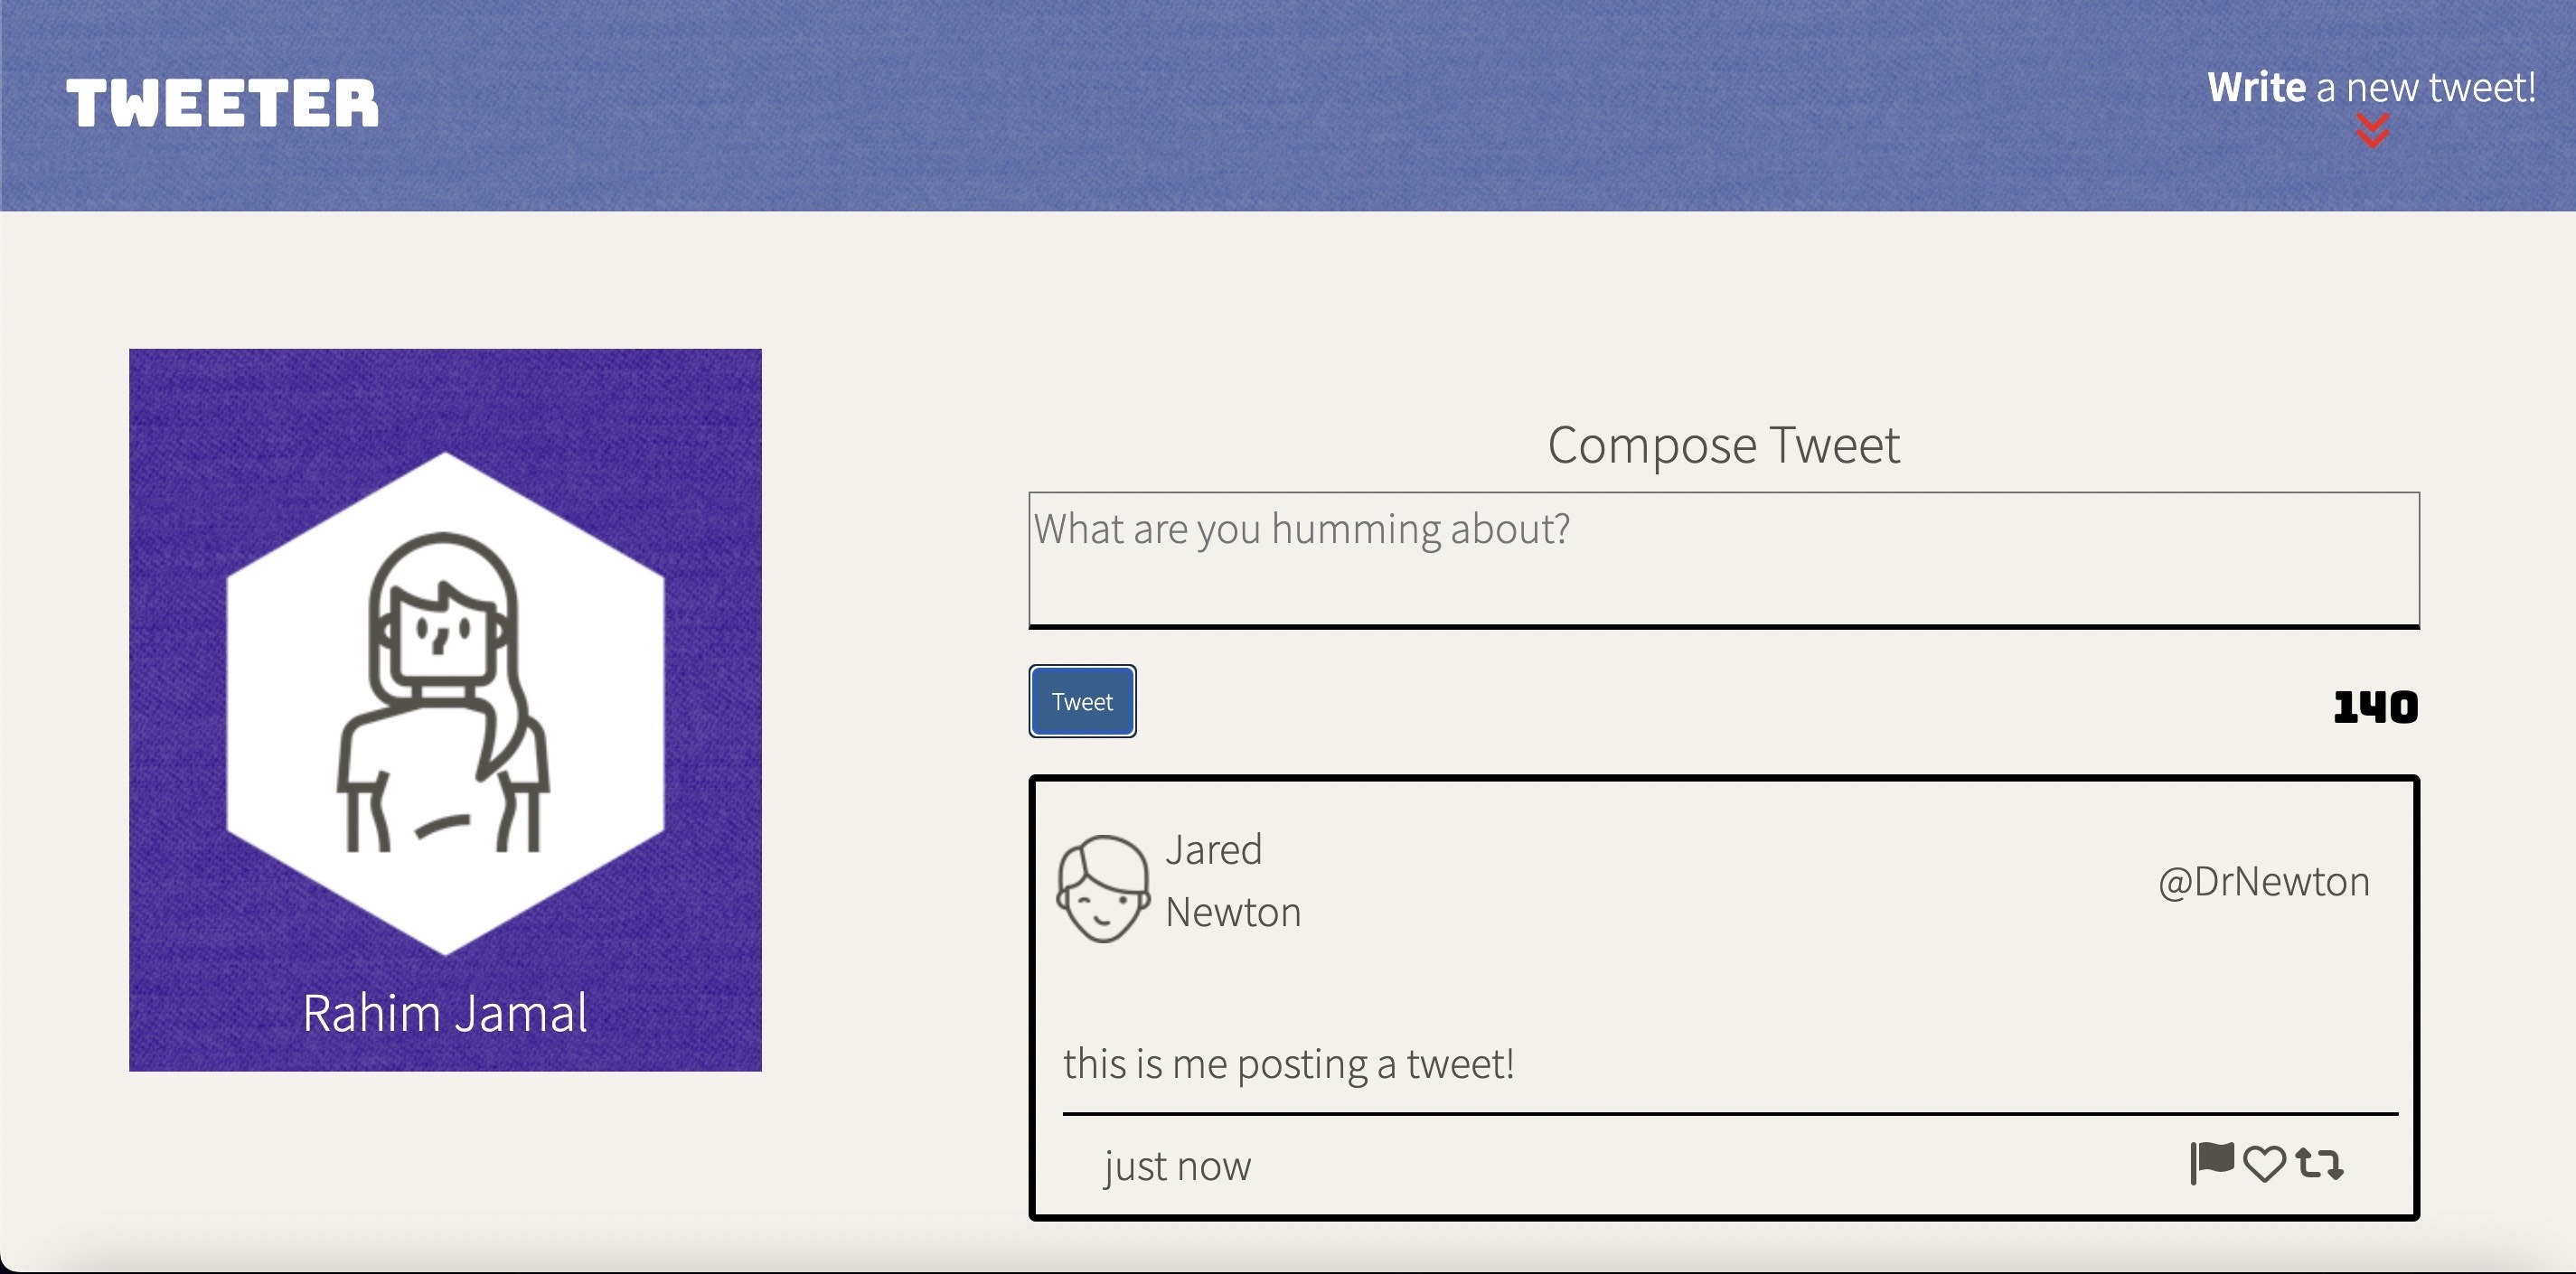 TWEETER
Write a new tweet!
Rahim Jamal
Compose Tweet
What are you humming about?
Tweet
140
Jared
Newton
@DrNewton
this is me posting a tweet!
just now